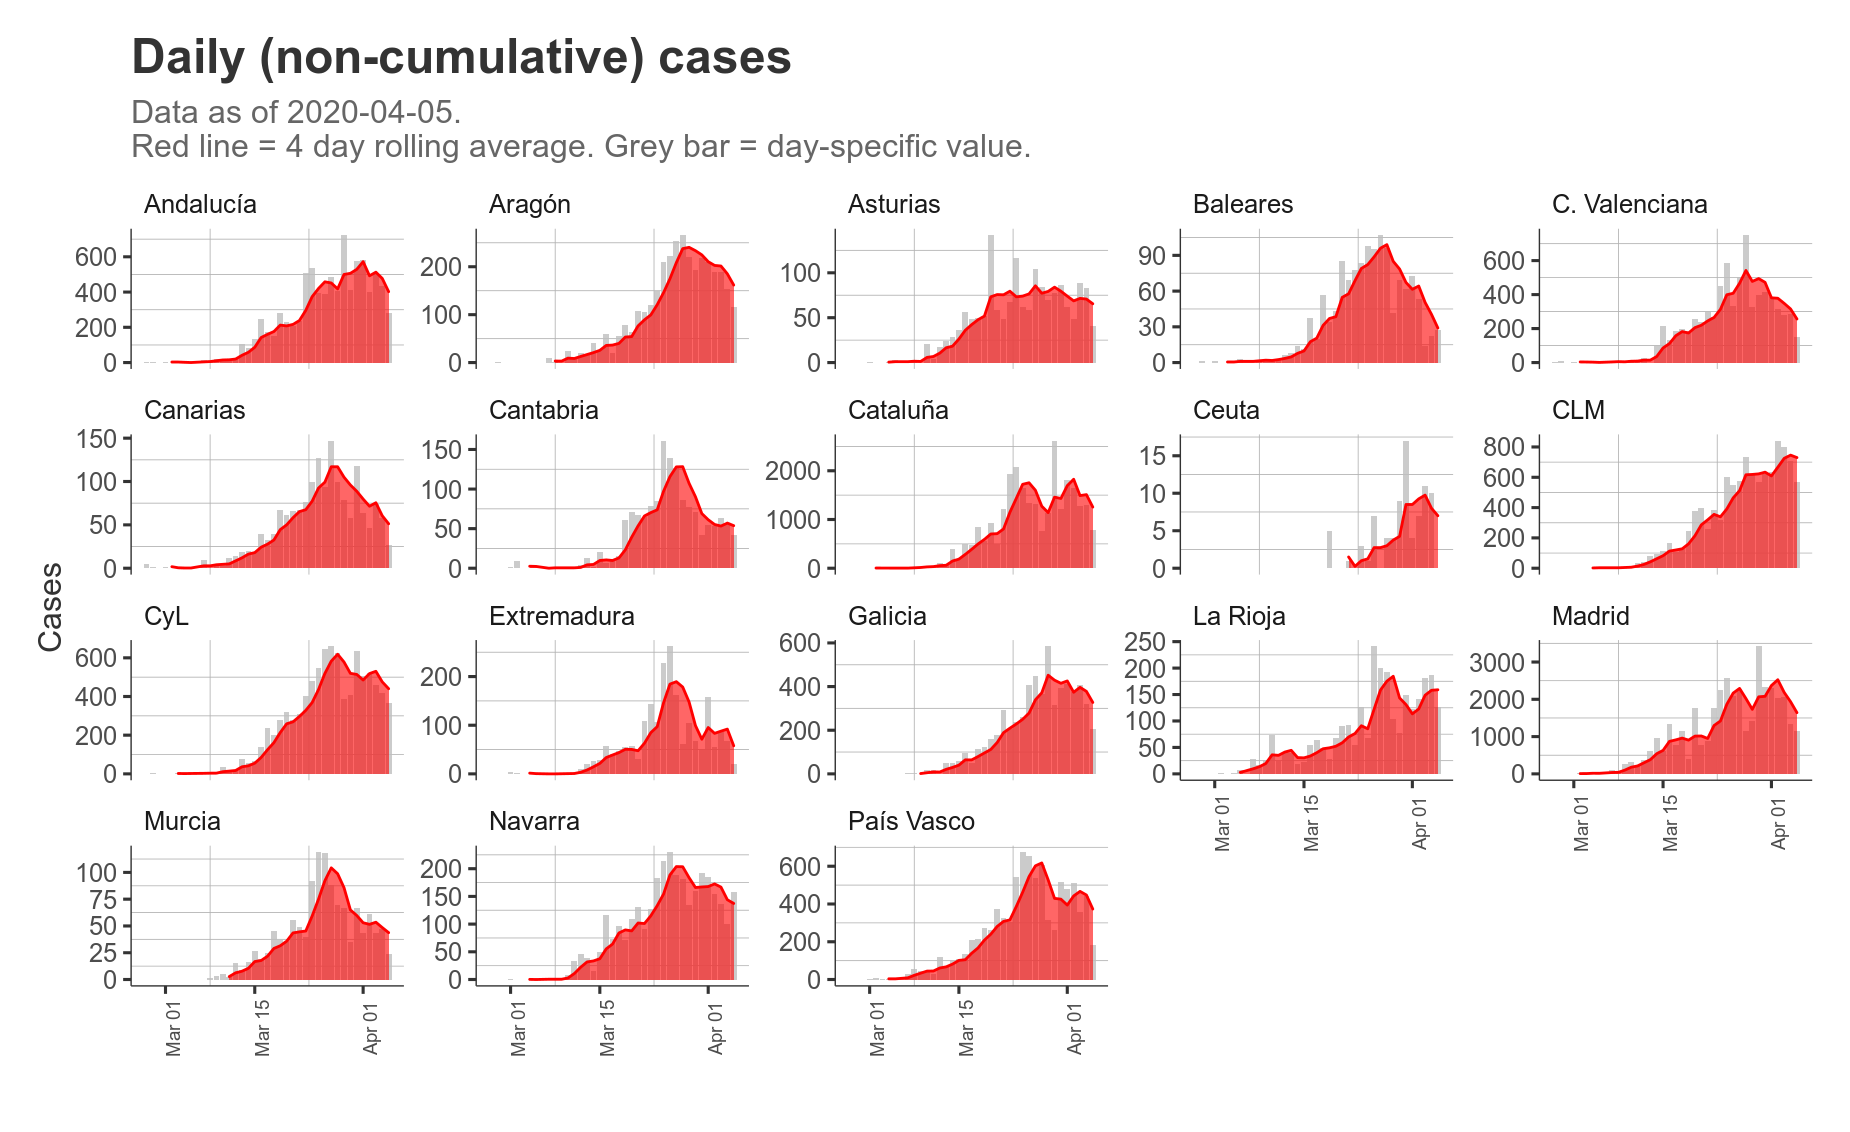 Daily (non-cumulative) cases
Data as of 2020-04-05.
Red line = 4 day rolling average. Grey bar = day-specific value.
Cases
Andalucía
600
400
200
0
Aragón
200
100
0
Asturias
100
50
0
Baleares
90
60
30
0
C. Valenciana
600
400
200
0
Canarias
150
100
50
0
Cantabria
150
100
50
0
Cataluña
2000
1000
0
Ceuta
15
10
5
0
CLM
800
600
400
200
0
CyL
600
400
200
0
Extremadura
200
100
0
Galicia
600
400
200
0
La Rioja
250
200
150
100
50
0
Mar 01
Mar 15
Apr 01
Madrid
3000
2000
1000
0
Mar 01
Mar 15
Apr 01
Murcia
100
75
50
25
0
Mar 01
Mar 15
Apr 01
Navarra
200
150
100
50
0
Mar 01
Mar 15
Apr 01
País Vasco
600
400
200
0
Mar 01
Mar 15
Apr 01